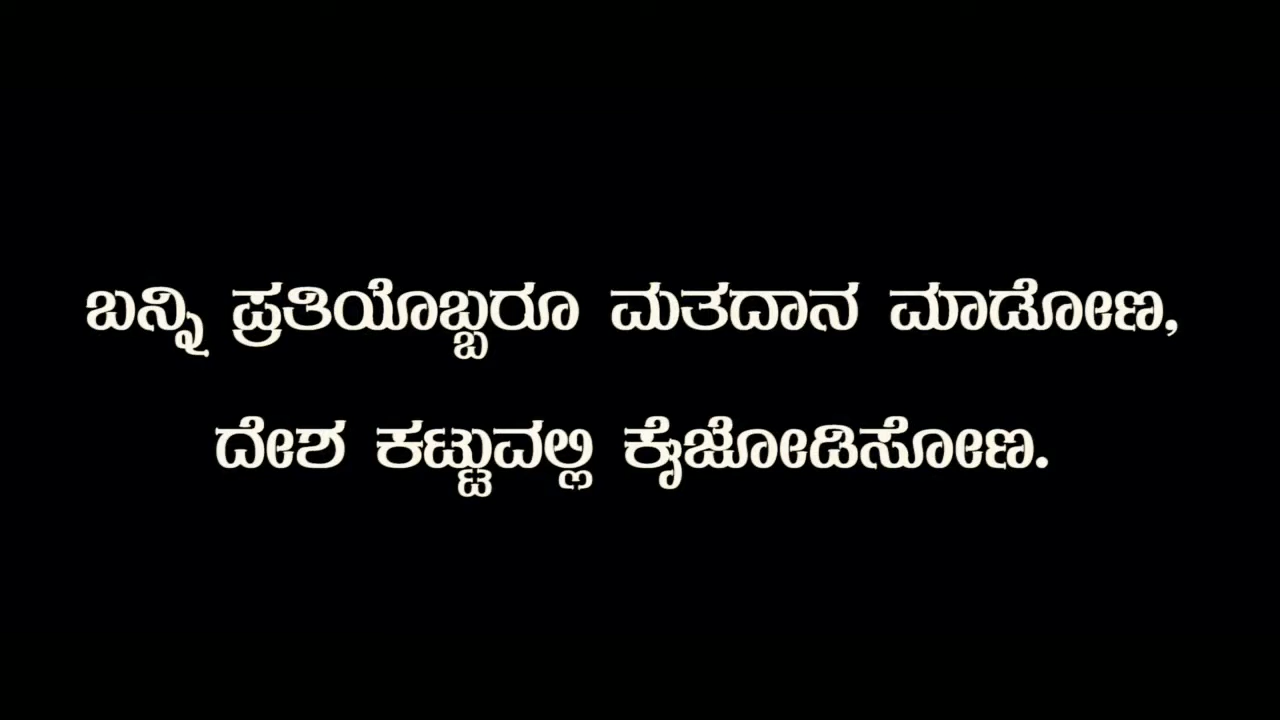 ಬನ್ನಿ ಪ್ರತಿಯೊಬ್ಬರೂ ಮತದಾನ ಮಾಡೋಣ,
ದೇಶ ಕಟ್ಟುವಲ್ಲಿ ಕೈಜೋಡಿಸೋಣ.